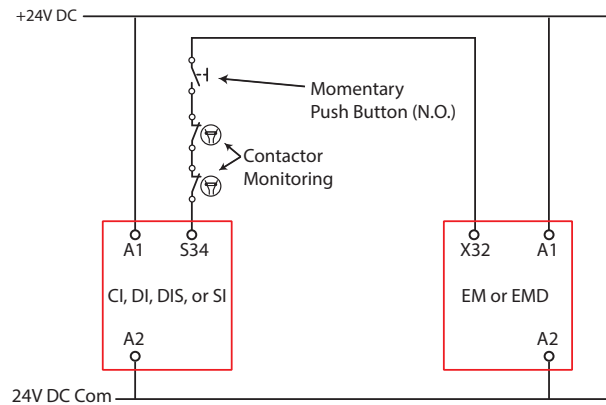 +24V DC
Momentary
Push Button (N.O.)
Contactor
Monitoring
A1 S34
X32 A1
CI, DI, DIS, or SI
EM or EMD
A2
A2
24V DC Com